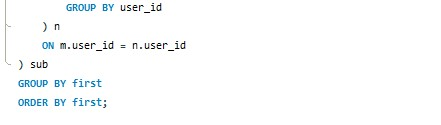 GROUP BY user_id
) n
ON m.user_id = n.user_id
) sub
GROUP BY first
ORDER BY first;